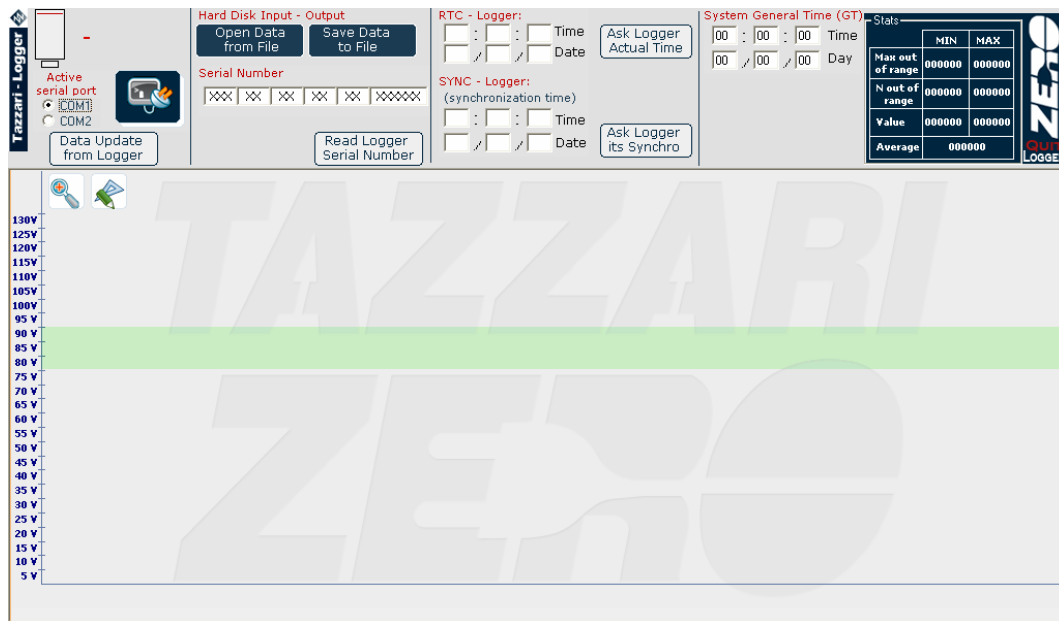 Tazzari - Logger
-
Active
serial port
COM1
COM2
Data Update
from Logger
Hard Disk Input - Output
Open Data
from File
Save Data
to File
Serial Number
XXX XX XX XX XX XXXXXX
Read Logger
Serial Number
RTC - Logger:
: : Time
/ / Date
Ask Logger
Actual Time
SYNC - Logger:
(synchronization time)
: : Time
/ / Date
Ask Logger
its Synchro
System General Time (GT)
00 : 00 : 00 Time
00 / 00 / 00 Day
Stats
MIN MAX
Max out
of range 000000 000000
N out of
range 000000 000000
Value 000000 000000
Average 000000
ZERO
130V
125V
120V
115V
110V
105V
100V
95 V
90 V
85 V
80 V
75 V
70 V
65 V
60 V
55 V
50 V
45 V
40 V
35 V
30 V
25 V
20 V
15 V
10 V
5 V
TAZZARI
ZERO